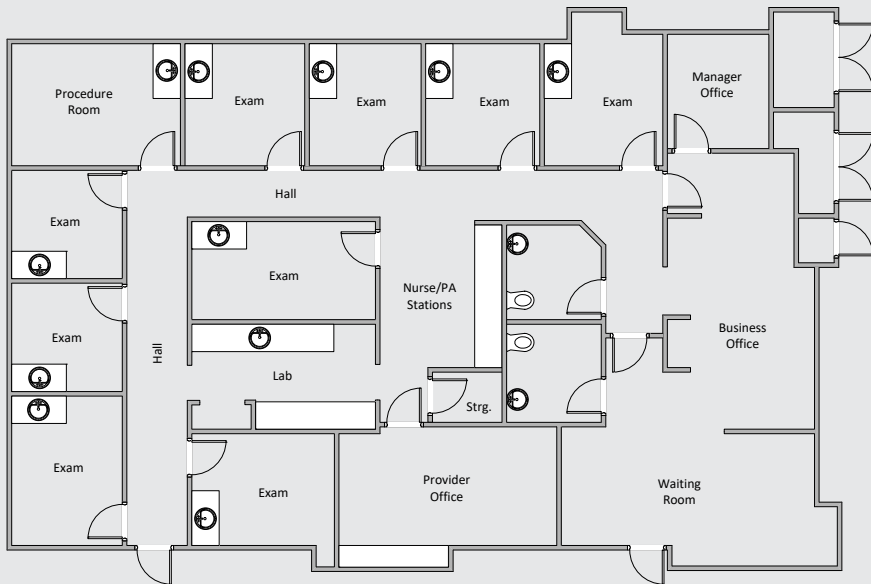 Procedure
Room
Exam
Exam
Exam
Exam
Manager
Office
Hall
Exam
Exam
Nurse/PA
Stations
Exam
Hall
Lab
Business
Office
Strg.
Exam
Exam
Provider
Office
Waiting
Room